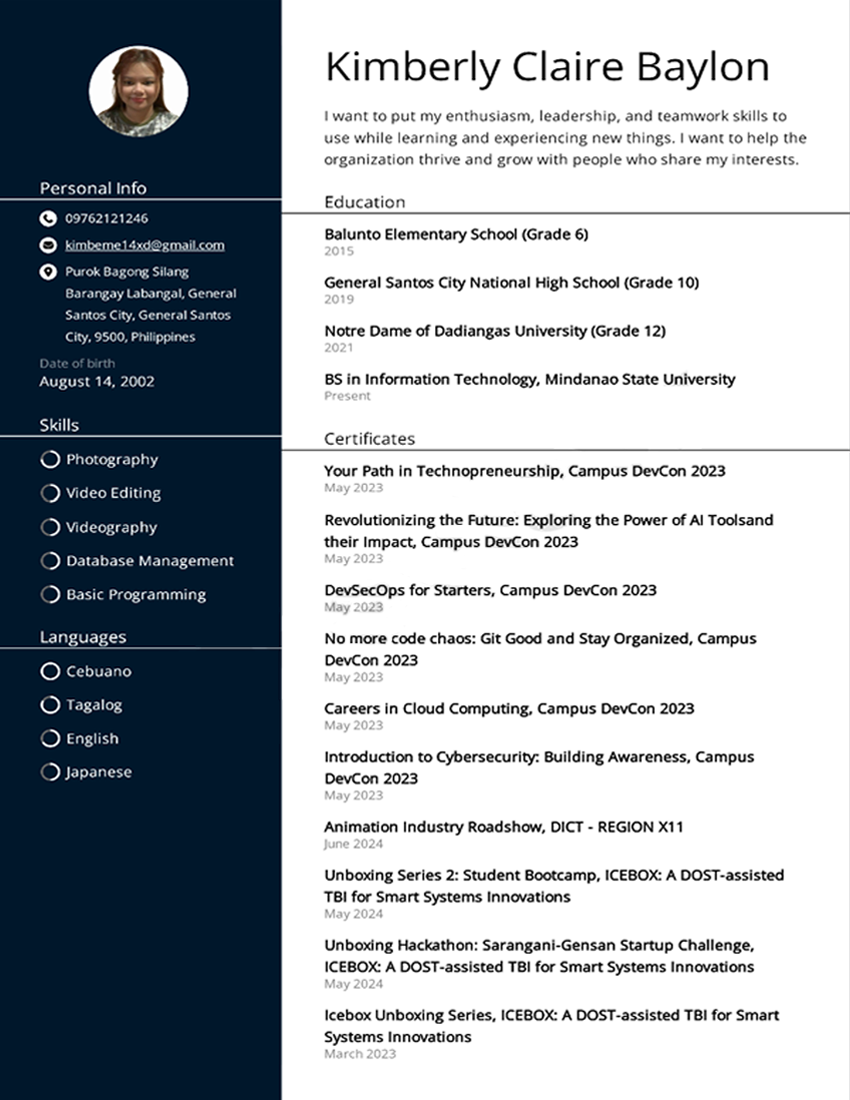 Kimberly Claire Baylon
I want to put my enthusiasm, leadership, and teamwork skills to
use while learning and experiencing new things. I want to help the
organization thrive and grow with people who share my interests.
Personal Info
09762121246
kimbeme14xd@gmail.com
Purok Bagong Silang
Barangay Labangal, General
Santos City, General Santos
City, 9500, Philippines
Date of birth
August 14, 2002
Skills
Photography
Video Editing
Videography
Database Management
Basic Programming
Languages
Cebuano
Tagalog
English
Japanese
Education
Balunto Elementary School (Grade 6)
2015
General Santos City National High School (Grade 10)
2019
Notre Dame of Dadiangas University (Grade 12)
2021
BS in Information Technology, Mindanao State University
Present
Certificates
Your Path in Technopreneurship, Campus DevCon 2023
May 2023
Revolutionizing the Future: Exploring the Power of AI Toolsand
their Impact, Campus DevCon 2023
May 2023
DevSecOps for Starters, Campus DevCon 2023
May 2023
No more code chaos: Git Good and Stay Organized, Campus
DevCon 2023
May 2023
Careers in Cloud Computing, Campus DevCon 2023
May 2023
Introduction to Cybersecurity: Building Awareness, Campus
DevCon 2023
May 2023
Animation Industry Roadshow, DICT - REGION X11
June 2024
Unboxing Series 2: Student Bootcamp, ICEBOX: A DOST-assisted
TBI for Smart Systems Innovations
May 2024
Unboxing Hackathon: Sarangani-Gensan Startup Challenge,
ICEBOX: A DOST-assisted TBI for Smart Systems Innovations
May 2024
Icebox Unboxing Series, ICEBOX: A DOST-assisted TBI for Smart
Systems Innovations
March 2023